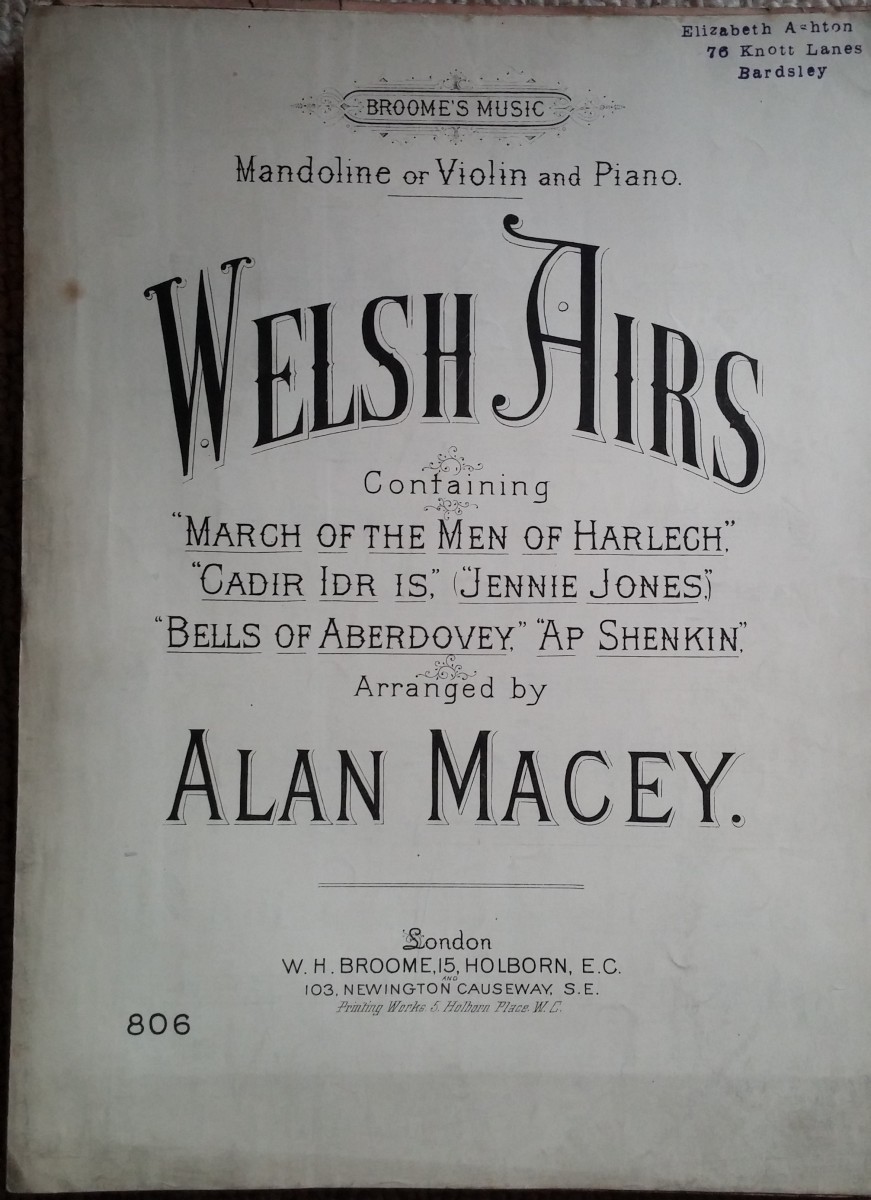 Elizabeth Ashton
76 Knott Lanes
Bardsley
BROOME'S MUSIC
Mandoline or Violin and Piano.
WELSH AIRS
Containing
"MARCH OF THE MEN OF HARLECH,"
"CADIR IDR IS," ("JENNIE JONES,")
"BELLS OF ABERDOVEY," "AP SHENKIN",
Arranged by
ALAN MACEY.
London
W. H. BROOME, 15, HOLBORN, E.C.
AND
103, NEWINGTON CAUSEWAY, S.E.
Printing Works 5, Holborn Place. W.C.
806